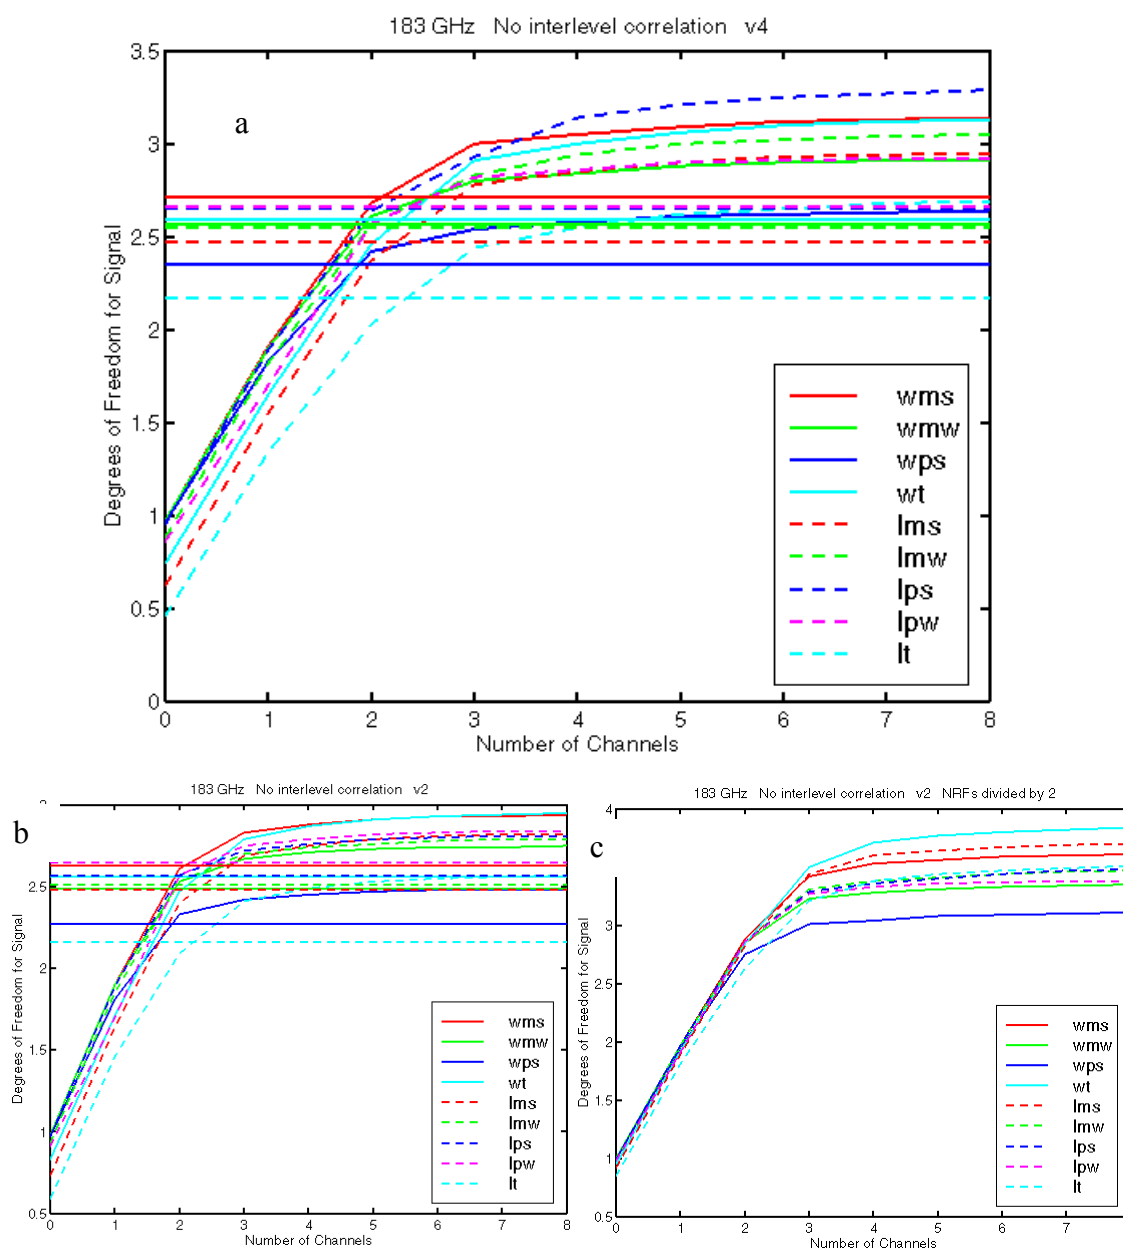 183 GHz No interlevel correlation v4
a
Degrees of Freedom for Signal
3.5
3
2.5
2
1.5
1
0.5
0
0 1 2 3 4 5 6 7 8
Number of Channels
wms
wmw
wps
wt
lms
lmw
lps
lpw
lt
183 GHz No interlevel correlation v2
b
Degrees of Freedom for Signal
2.5
2
1.5
1
0.5
0 1 2 3 4 5 6 7 8
Number of Channels
wms
wmw
wps
wt
lms
lmw
lps
lpw
lt
183 GHz No interlevel correlation v2 NRFs divided by 2
c
Degrees of Freedom for Signal
4
3
2
1.5
1
0.5
0 1 2 3 4 5 6 7
Number of Channels
wms
wmw
wps
wt
lms
lmw
lps
lpw
lt